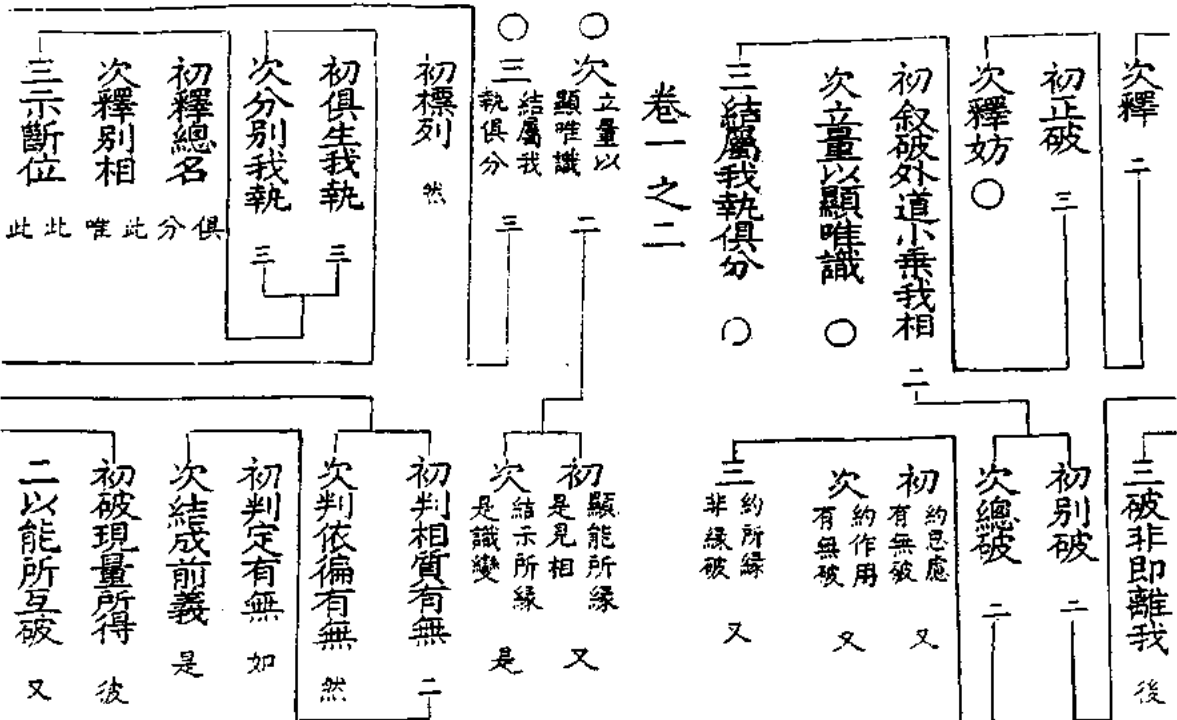 次釋 二
初正破 三
次釋妨 ○
初叙破外道小乗我相 二
次立量以顯唯識 ○
三結屬我執俱分 ○
三破非即離我 後
初別破 二
次總破 二
初約思慮有無破 又
次約作用有無破 又
三約所緣非緣破 又
卷一之二
○次立量以顯唯識 二
○三結屬我執俱分 三
初標列 然
初俱生我執 三
次分別我執 三
初釋總名 俱 分
次釋別相 此 唯
三示斷位 此 此
初顯能所緣是見相 又
次結示所緣是識變 是
初判相質有無 二
次判依徧有無 然
初判定有無 如
次結成前義 是
初破現量所得 彼
二以能所互破 又